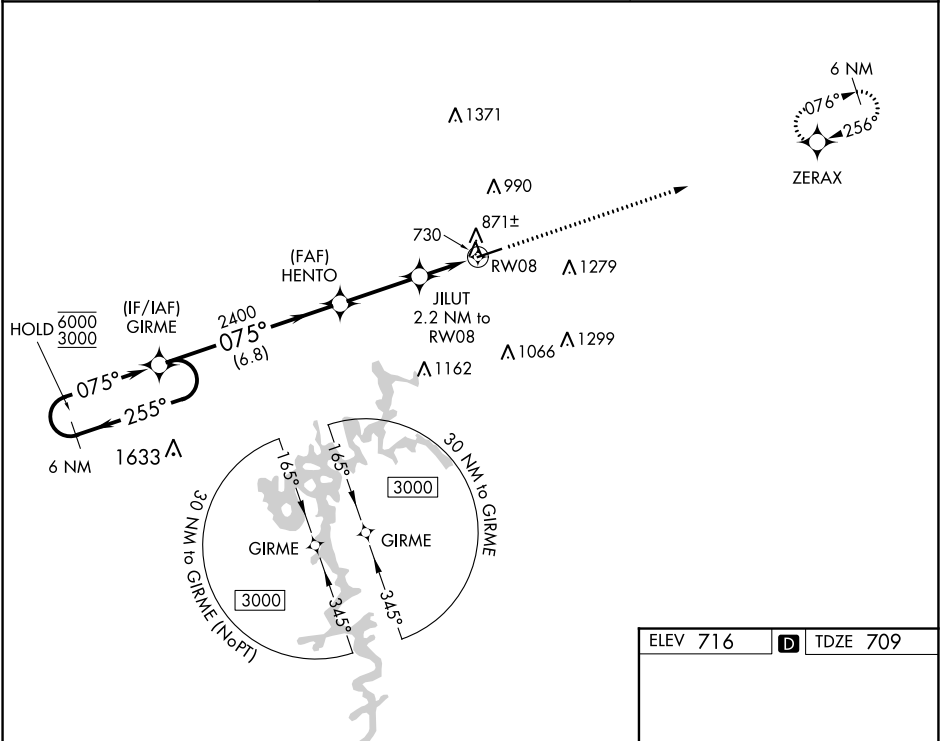 6 NM
076°
256°
ZERAX
1371
990
871±
730
RW08
1279
(FAF)
HENTO
JILUT
2.2 NM to
RW08
(IF/IAF)
GIRME
HOLD 6000
3000
2400
075°
(6.8)
1299
1066
1162
075°
255°
6 NM
1633
165°
165°
30 NM to GIRME
3000
GIRME
GIRME
3000
30 NM to GIRME (NoPT)
345°
345°
ELEV 716 D TDZE 709